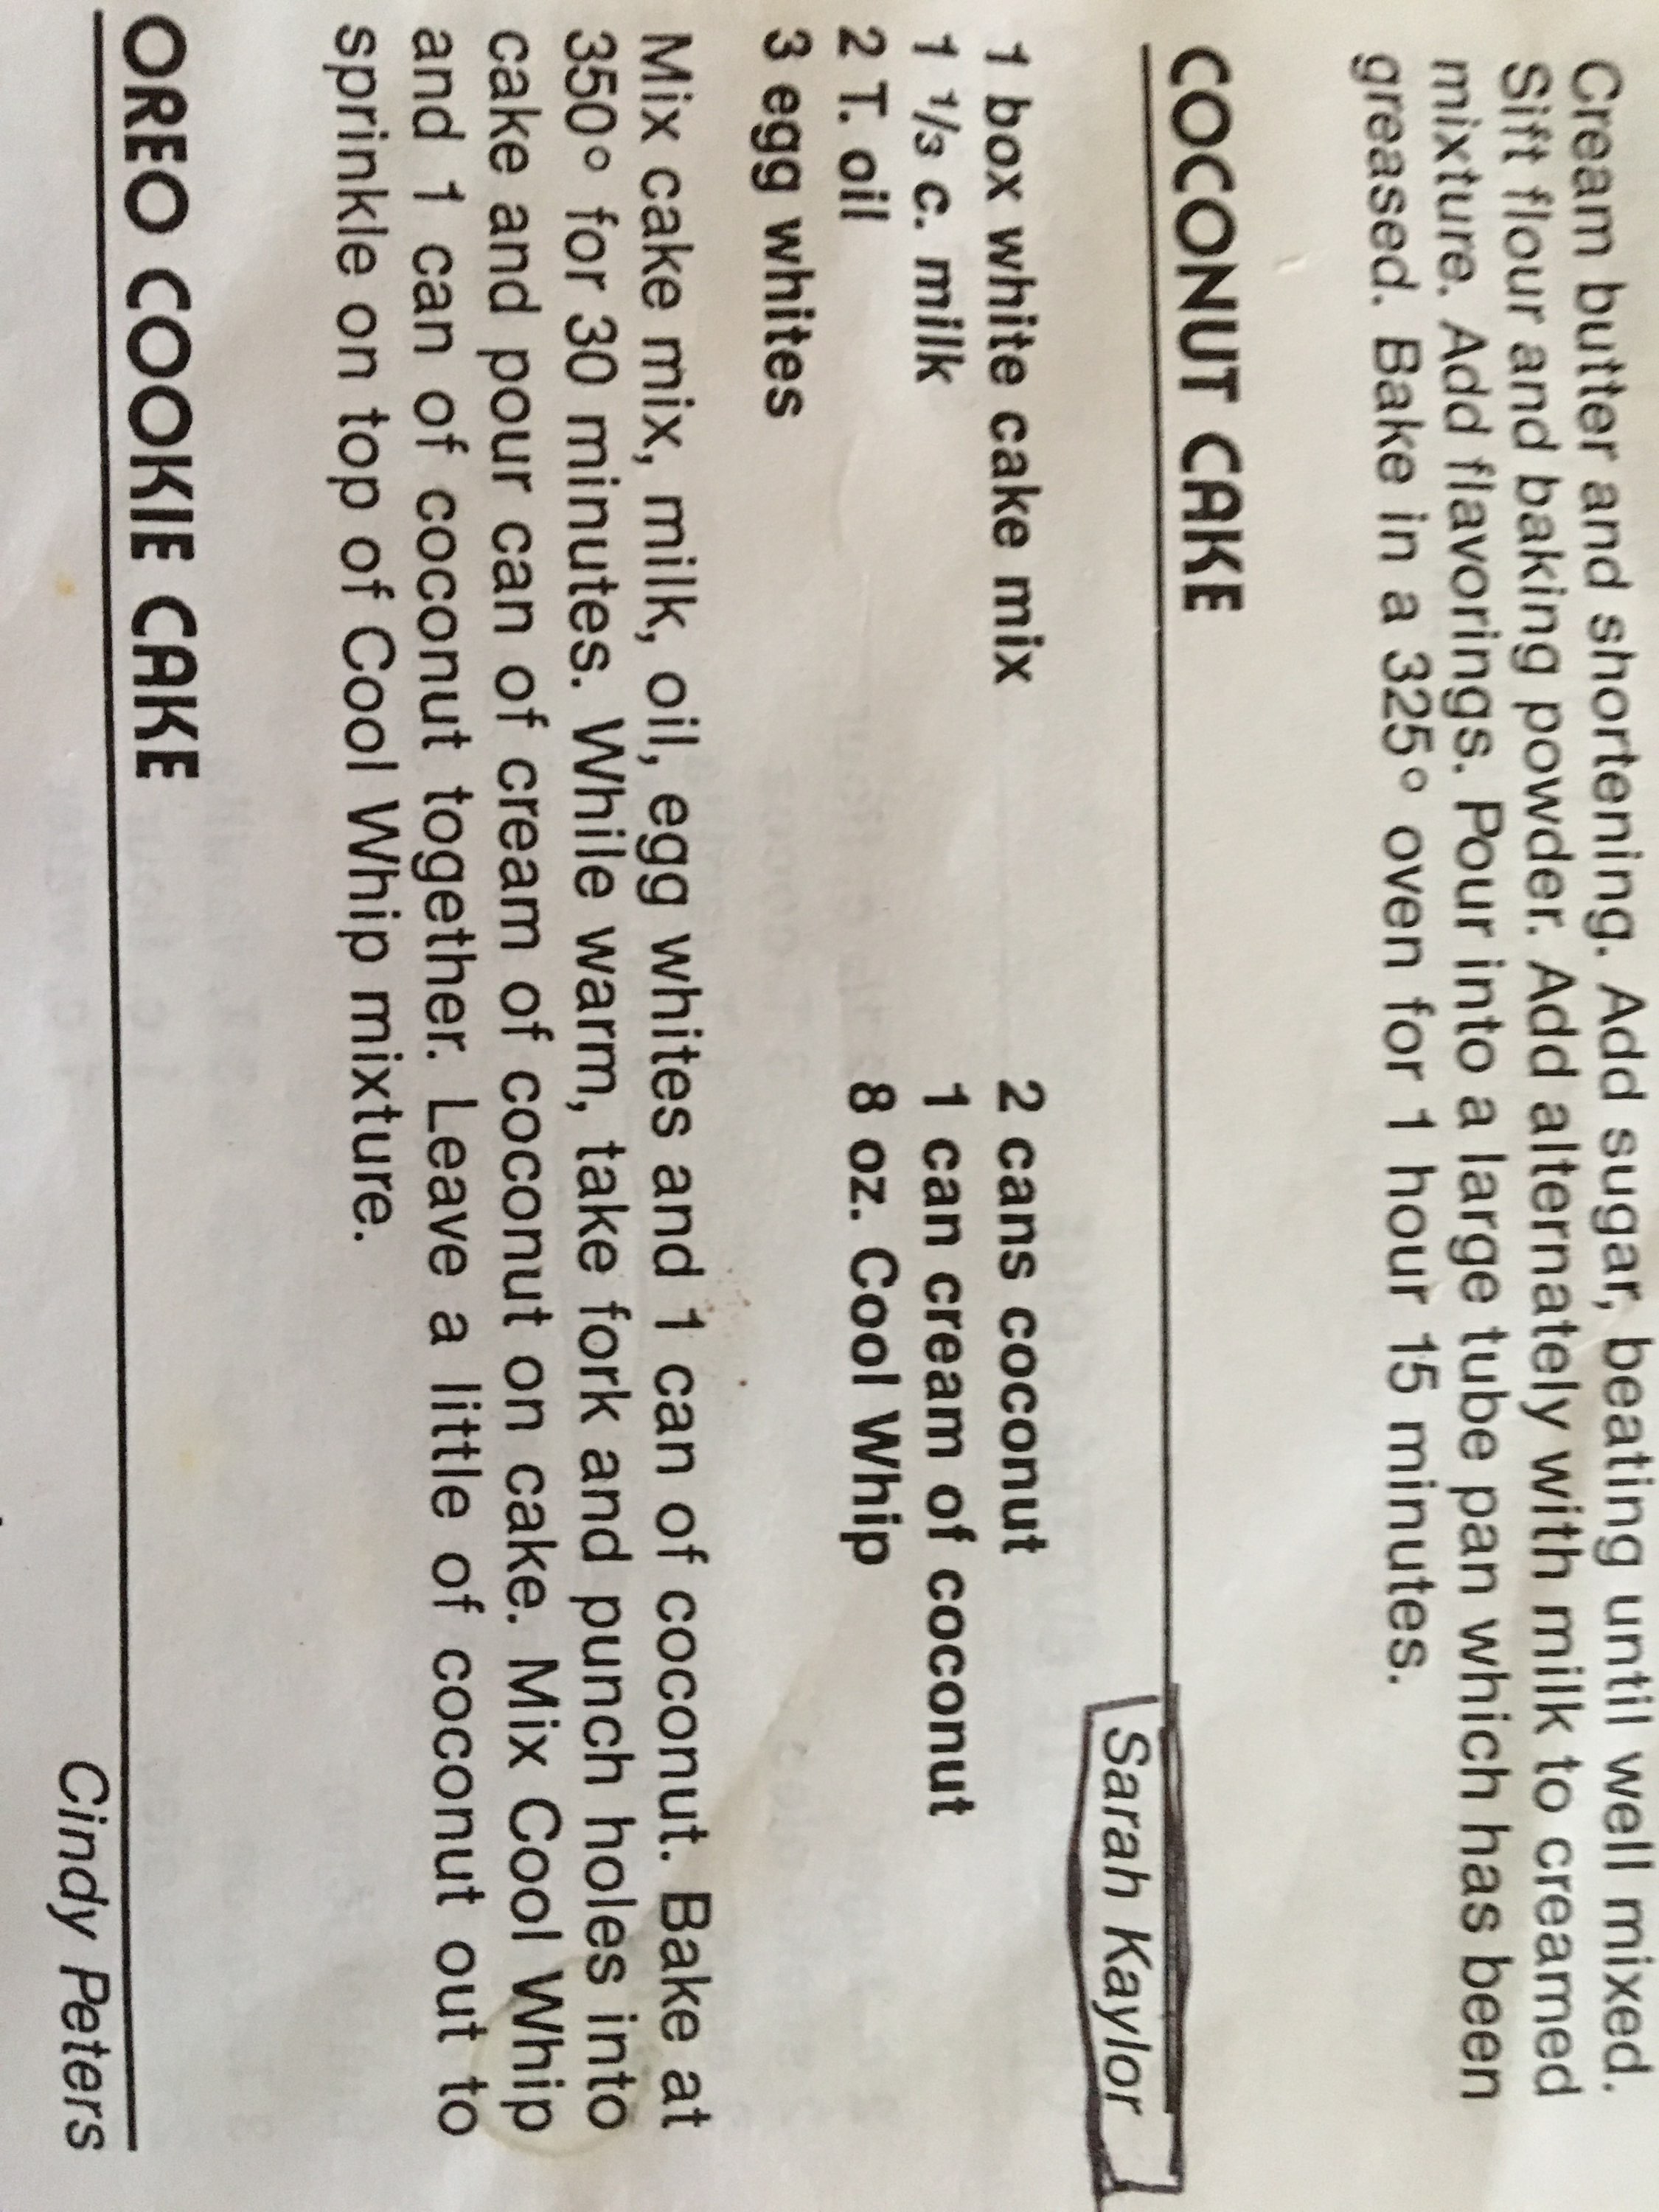 Cream butter and shortening. Add sugar, beating until well mixed.
Sift flour and baking powder. Add alternately with milk to creamed
mixture. Add flavorings. Pour into a large tube pan which has been
greased. Bake in a 325° oven for 1 hour 15 minutes.
COCONUT CAKE
Sarah Kaylor
1 box white cake mix 2 cans coconut
1 1/3 c. milk 1 can cream of coconut
2 T. oil 8 oz. Cool Whip
3 egg whites
Mix cake mix, milk, oil, egg whites and 1 can of coconut. Bake at
350° for 30 minutes. While warm, take fork and punch holes into
cake and pour can of cream of coconut on cake. Mix Cool Whip
and 1 can of coconut together. Leave a little of coconut out to
sprinkle on top of Cool Whip mixture.
OREO COOKIE CAKE
Cindy Peters